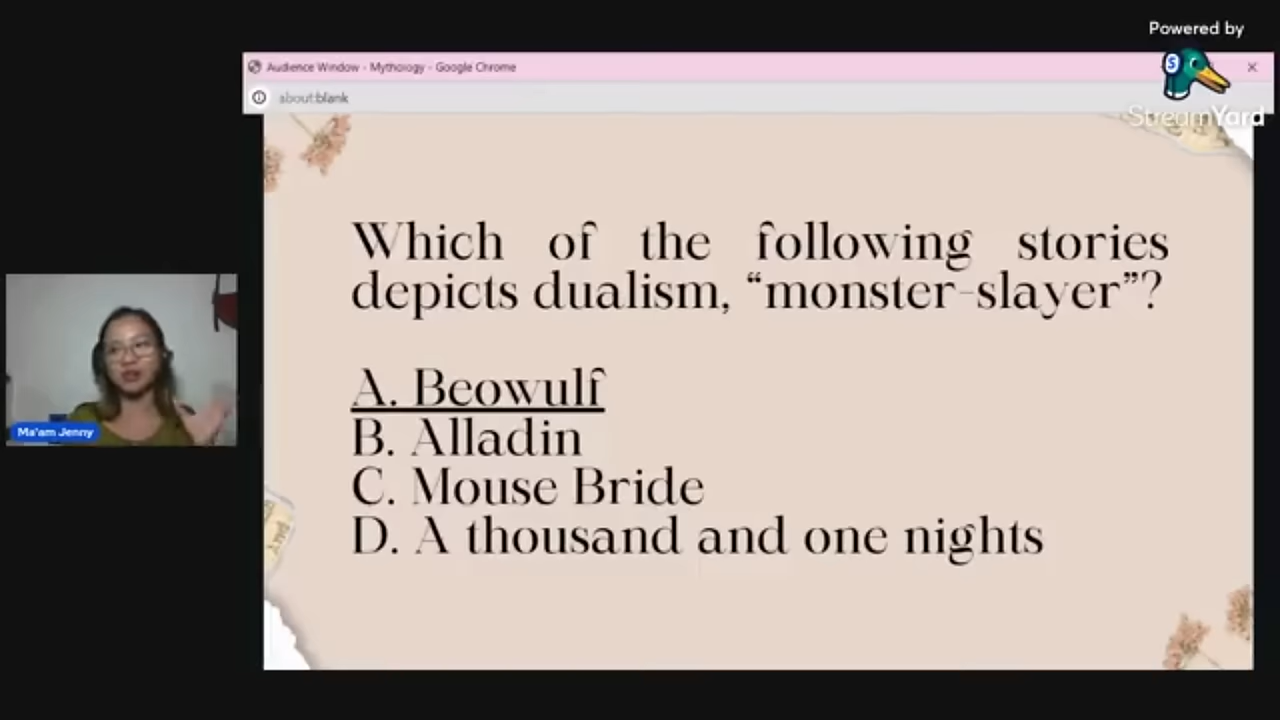 Powered by
Audience Window - Mythology - Google Chrome
about:blank
StreamYard
Which of the following stories
depicts dualism, “monster-slayer”?
A. Beowulf
B. Alladin
C. Mouse Bride
D. A thousand and one nights
Ma'am Jenny